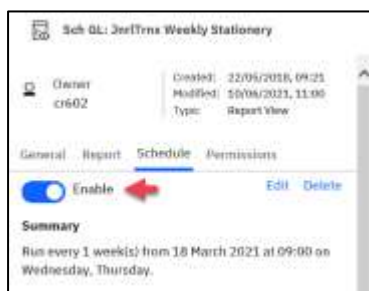 Sch GL: JnrlTrns Weekly Stationery
Owner
cr602
Created: 22/05/2018, 09:21
Modified: 10/06/2021, 11:00
Type: Report View
General Report Schedule Permissions
Enable Edit Delete
Summary
Run every 1 week(s) from 18 March 2021 at 09:00 on
Wednesday, Thursday.